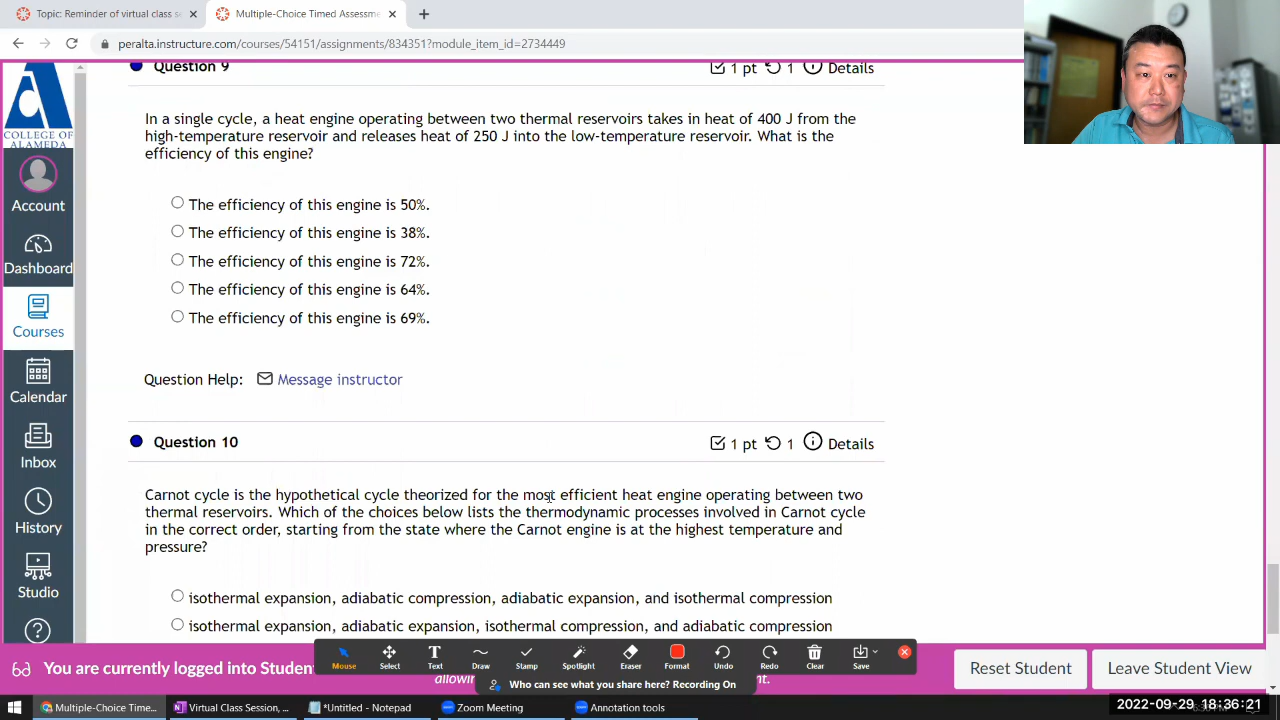 Topic: Reminder of virtual class se
Multiple-Choice Timed Assessme
peralta.instructure.com/courses/54151/assignments/834351?module_item_id=2734449
COLLEGE OF
ALAMEDA
Account
Dashboard
Courses
Calendar
Inbox
History
Studio
Question 9
1 pt 1 Details
In a single cycle, a heat engine operating between two thermal reservoirs takes in heat of 400 J from the
high-temperature reservoir and releases heat of 250 J into the low-temperature reservoir. What is the
efficiency of this engine?
The efficiency of this engine is 50%.
The efficiency of this engine is 38%.
The efficiency of this engine is 72%.
The efficiency of this engine is 64%.
The efficiency of this engine is 69%.
Question Help: Message instructor
Question 10
1 pt 1 Details
Carnot cycle is the hypothetical cycle theorized for the most efficient heat engine operating between two
thermal reservoirs. Which of the choices below lists the thermodynamic processes involved in Carnot cycle
in the correct order, starting from the state where the Carnot engine is at the highest temperature and
pressure?
isothermal expansion, adiabatic compression, adiabatic expansion, and isothermal compression
isothermal expansion, adiabatic expansion, isothermal compression, and adiabatic compression
Mouse Select Text Draw Stamp Spotlight Eraser Format Undo Redo Clear Save
You are currently logged into Studen
Reset Student
Leave Student View
Who can see what you share here? Recording On
Multiple-Choice Time...
Virtual Class Session, ...
*Untitled - Notepad
Zoom Meeting
Annotation tools
2022-09-29 18:36:21